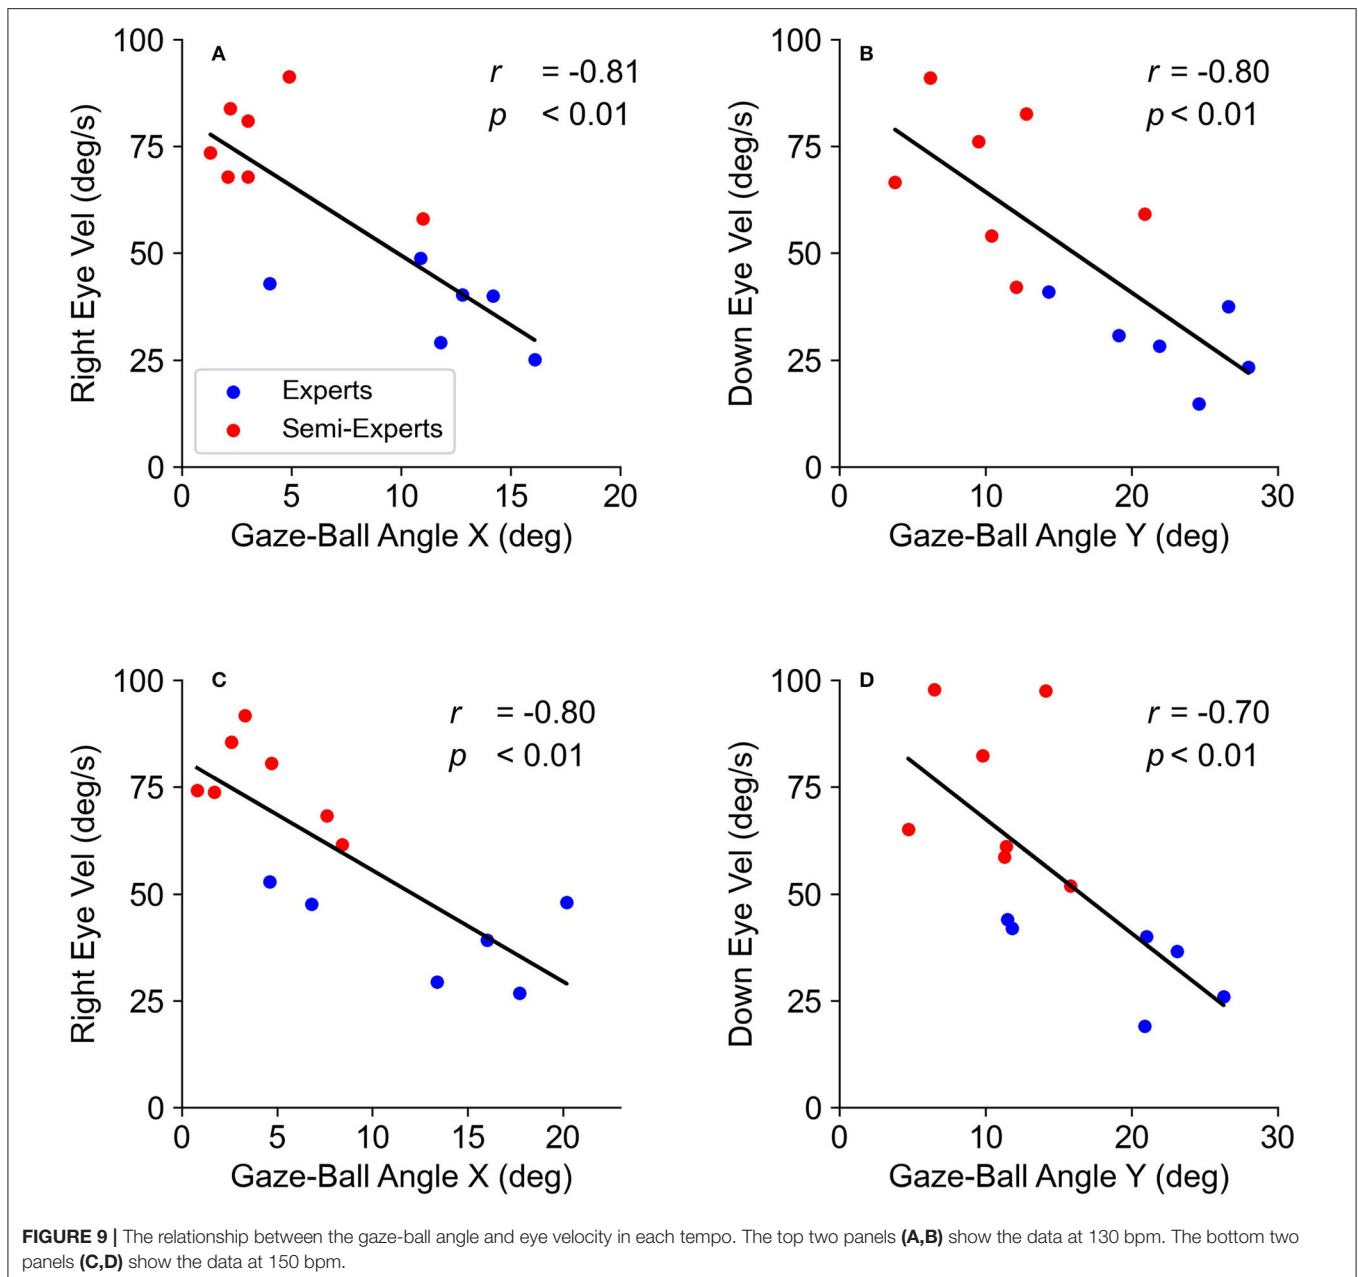 A
r = -0.81
p < 0.01
100
75
50
25
0
Right Eye Vel (deg/s)
Experts
Semi-Experts
0 5 10 15 20
Gaze-Ball Angle X (deg)
B
r = -0.80
p < 0.01
100
75
50
25
0
Down Eye Vel (deg/s)
0 10 20 30
Gaze-Ball Angle Y (deg)
C
r = -0.80
p < 0.01
100
75
50
25
0
Right Eye Vel (deg/s)
0 5 10 15 20
Gaze-Ball Angle X (deg)
D
r = -0.70
p < 0.01
100
75
50
25
0
Down Eye Vel (deg/s)
0 10 20 30
Gaze-Ball Angle Y (deg)
FIGURE 9 | The relationship between the gaze-ball angle and eye velocity in each tempo. The top two panels (A,B) show the data at 130 bpm. The bottom two
panels (C,D) show the data at 150 bpm.